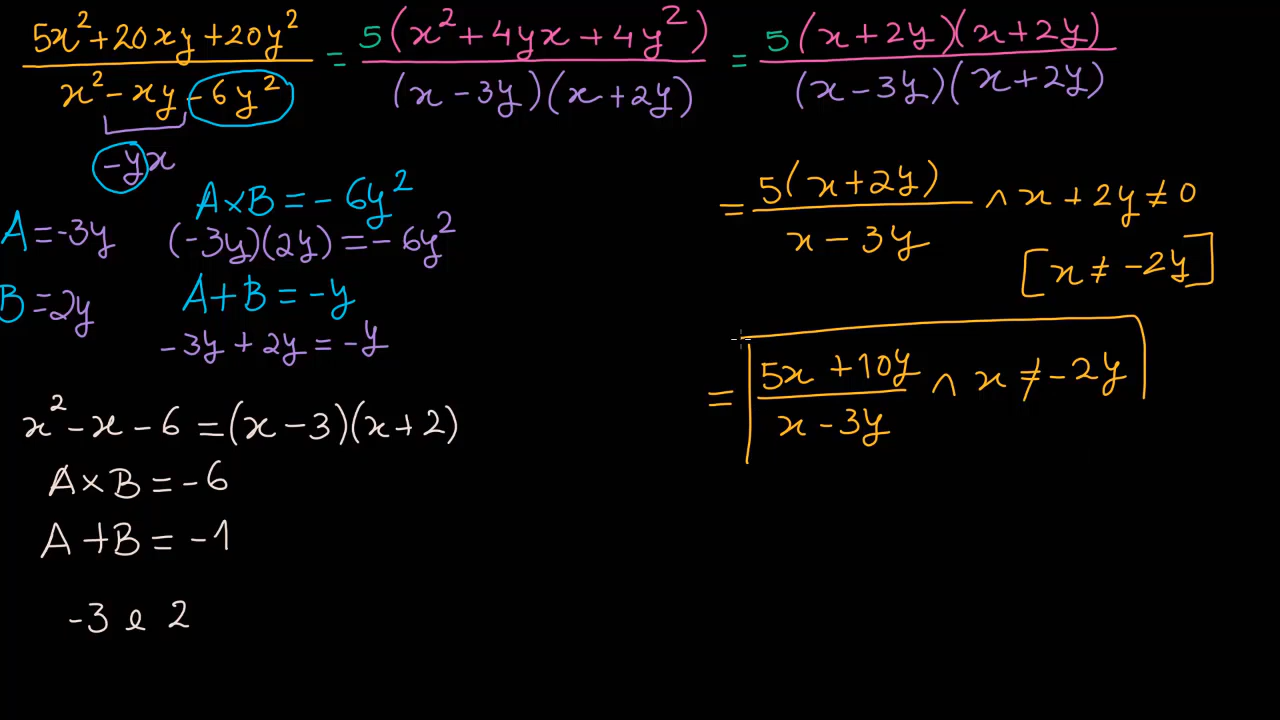 (5x² + 20xy + 20y²)/(x² - xy - 6y²) = 5(x² + 4yx + 4y²)/((x - 3y)(x + 2y)) = 5(x + 2y)(x + 2y)/((x - 3y)(x + 2y))
-yx
= 5(x + 2y)/(x - 3y) ∧ x + 2y ≠ 0
[x ≠ -2y]
= (5x + 10y)/(x - 3y) ∧ x ≠ -2y
A×B = -6y²
A = -3y
(-3y)(2y) = -6y²
A + B = -y
B = 2y
-3y + 2y = -y
x² - x - 6 = (x - 3)(x + 2)
A×B = -6
A + B = -1
-3 e 2